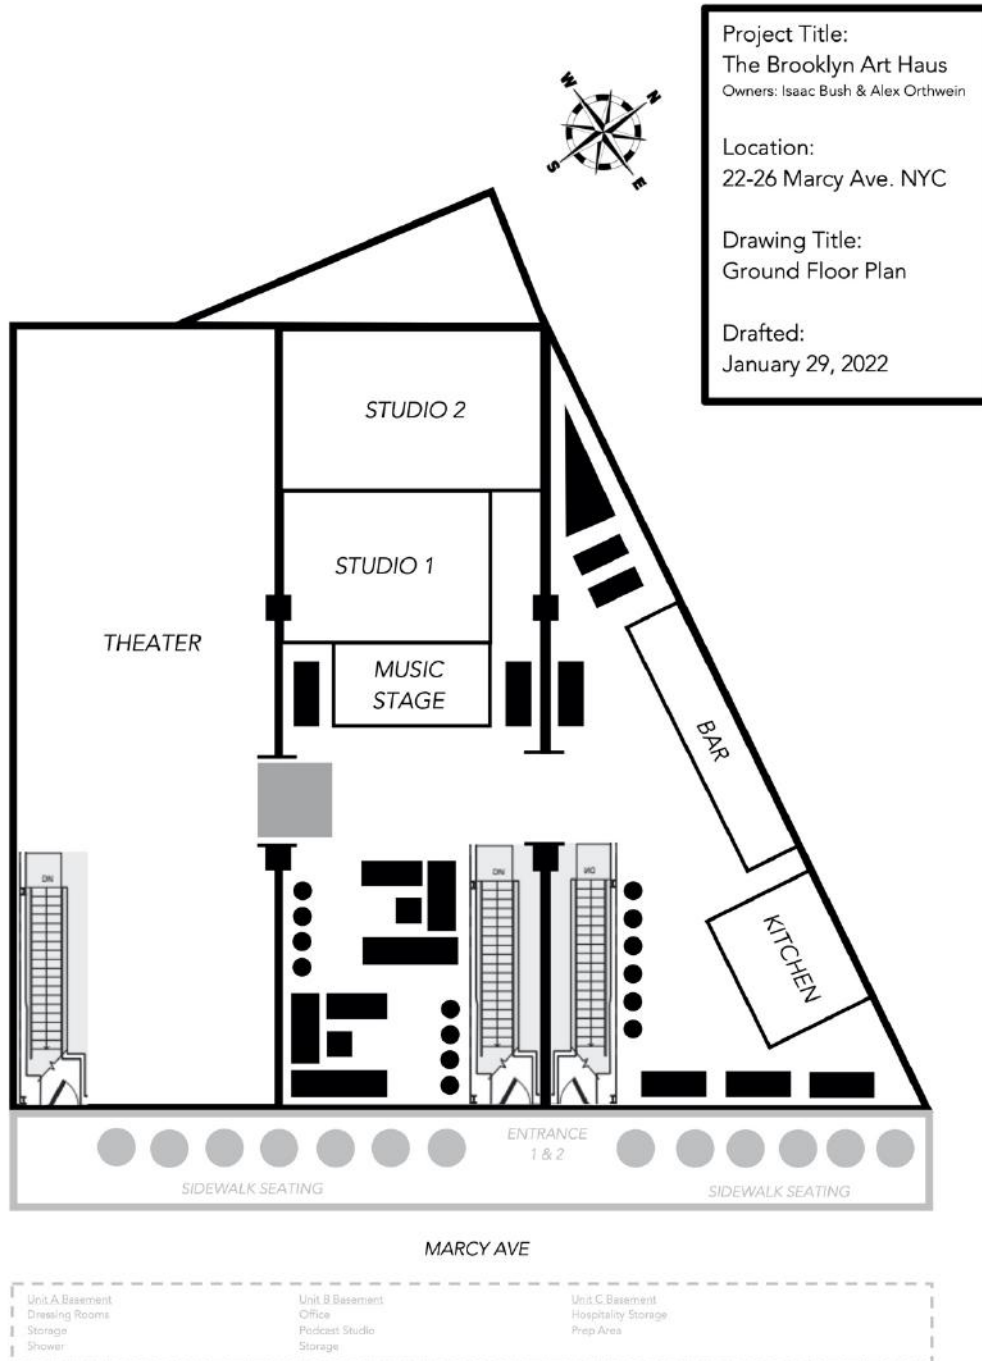 Project Title:
The Brooklyn Art Haus
Owners: Isaac Bush & Alex Orthwein
Location:
22-26 Marcy Ave. NYC
Drawing Title:
Ground Floor Plan
Drafted:
January 29, 2022
W
N
S
E
STUDIO 2
STUDIO 1
THEATER
MUSIC
STAGE
BAR
KITCHEN
DN
DN
DN
ENTRANCE
1 & 2
SIDEWALK SEATING
SIDEWALK SEATING
MARCY AVE
Unit A Basement
Dressing Rooms
Storage
Shower
Unit B Basement
Office
Podcast Studio
Storage
Unit C Basement
Hospitality Storage
Prep Area